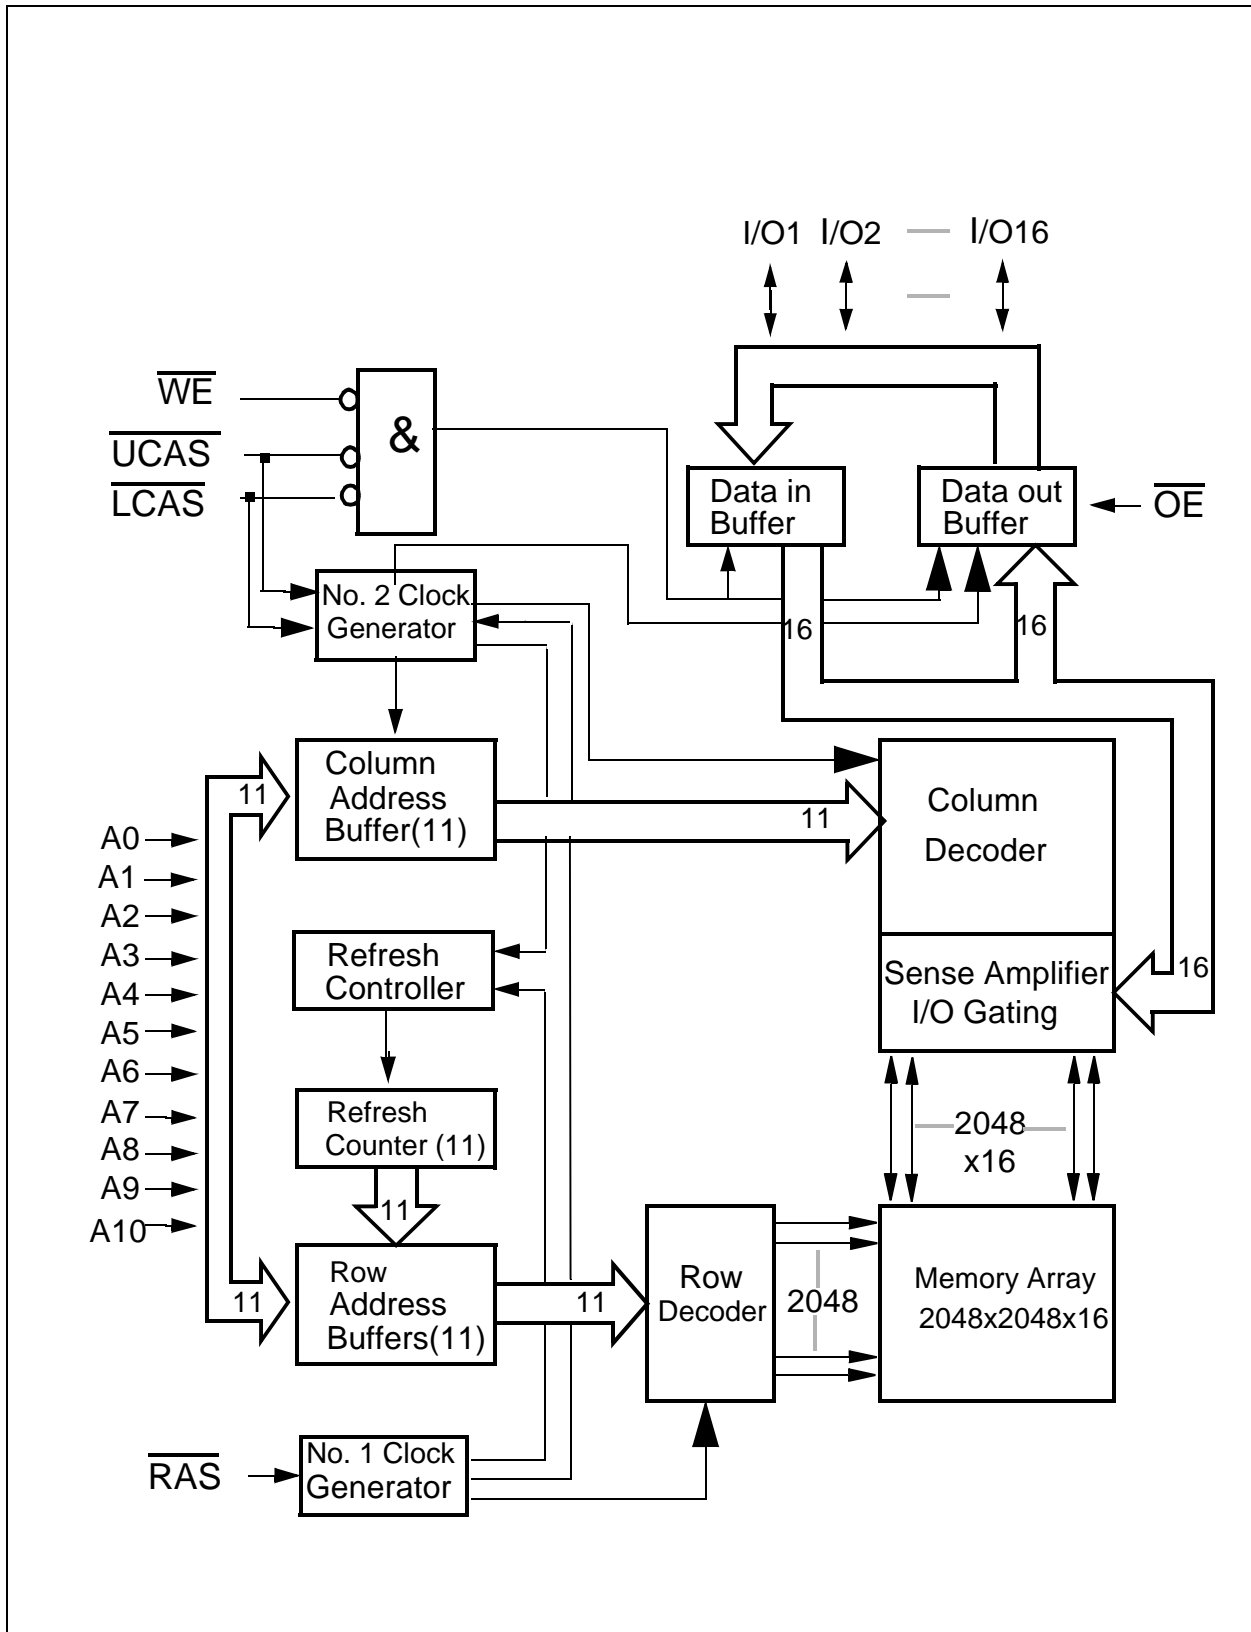 I/O1 I/O2 I/O16
WE
UCAS
LCAS
&
Data in
Buffer
Data out
Buffer
OE
No. 2 Clock
Generator
16
16
Column
Address
Buffer(11)
11
11
Column
Decoder
A0
A1
A2
A3
A4
A5
A6
A7
A8
A9
A10
Refresh
Controller
Sense Amplifier
I/O Gating
16
Refresh
Counter (11)
2048
x16
11
Row
Address
Buffers(11)
11
11
Row
Decoder
2048
Memory Array
2048x2048x16
RAS
No. 1 Clock
Generator